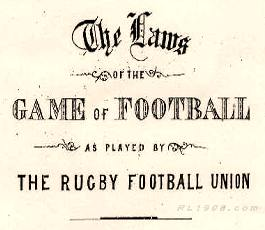 The Laws
OF THE
GAME OF FOOTBALL
AS PLAYED BY
THE RUGBY FOOTBALL UNION
RL1908.com